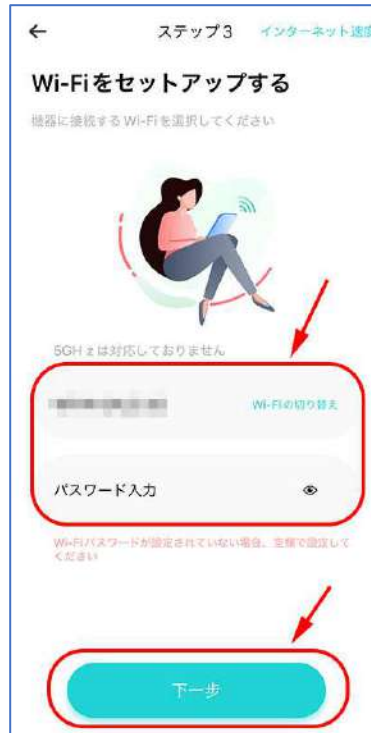 ステップ3 インターネット速度
Wi-Fiをセットアップする
機器に接続する Wi-Fiを選択してください
5GHzは対応しておりません
Wi-Fiの切り替え
パスワード入力
Wi-Fiパスワードが設定されていない場合、空欄で設定して
ください
下一步